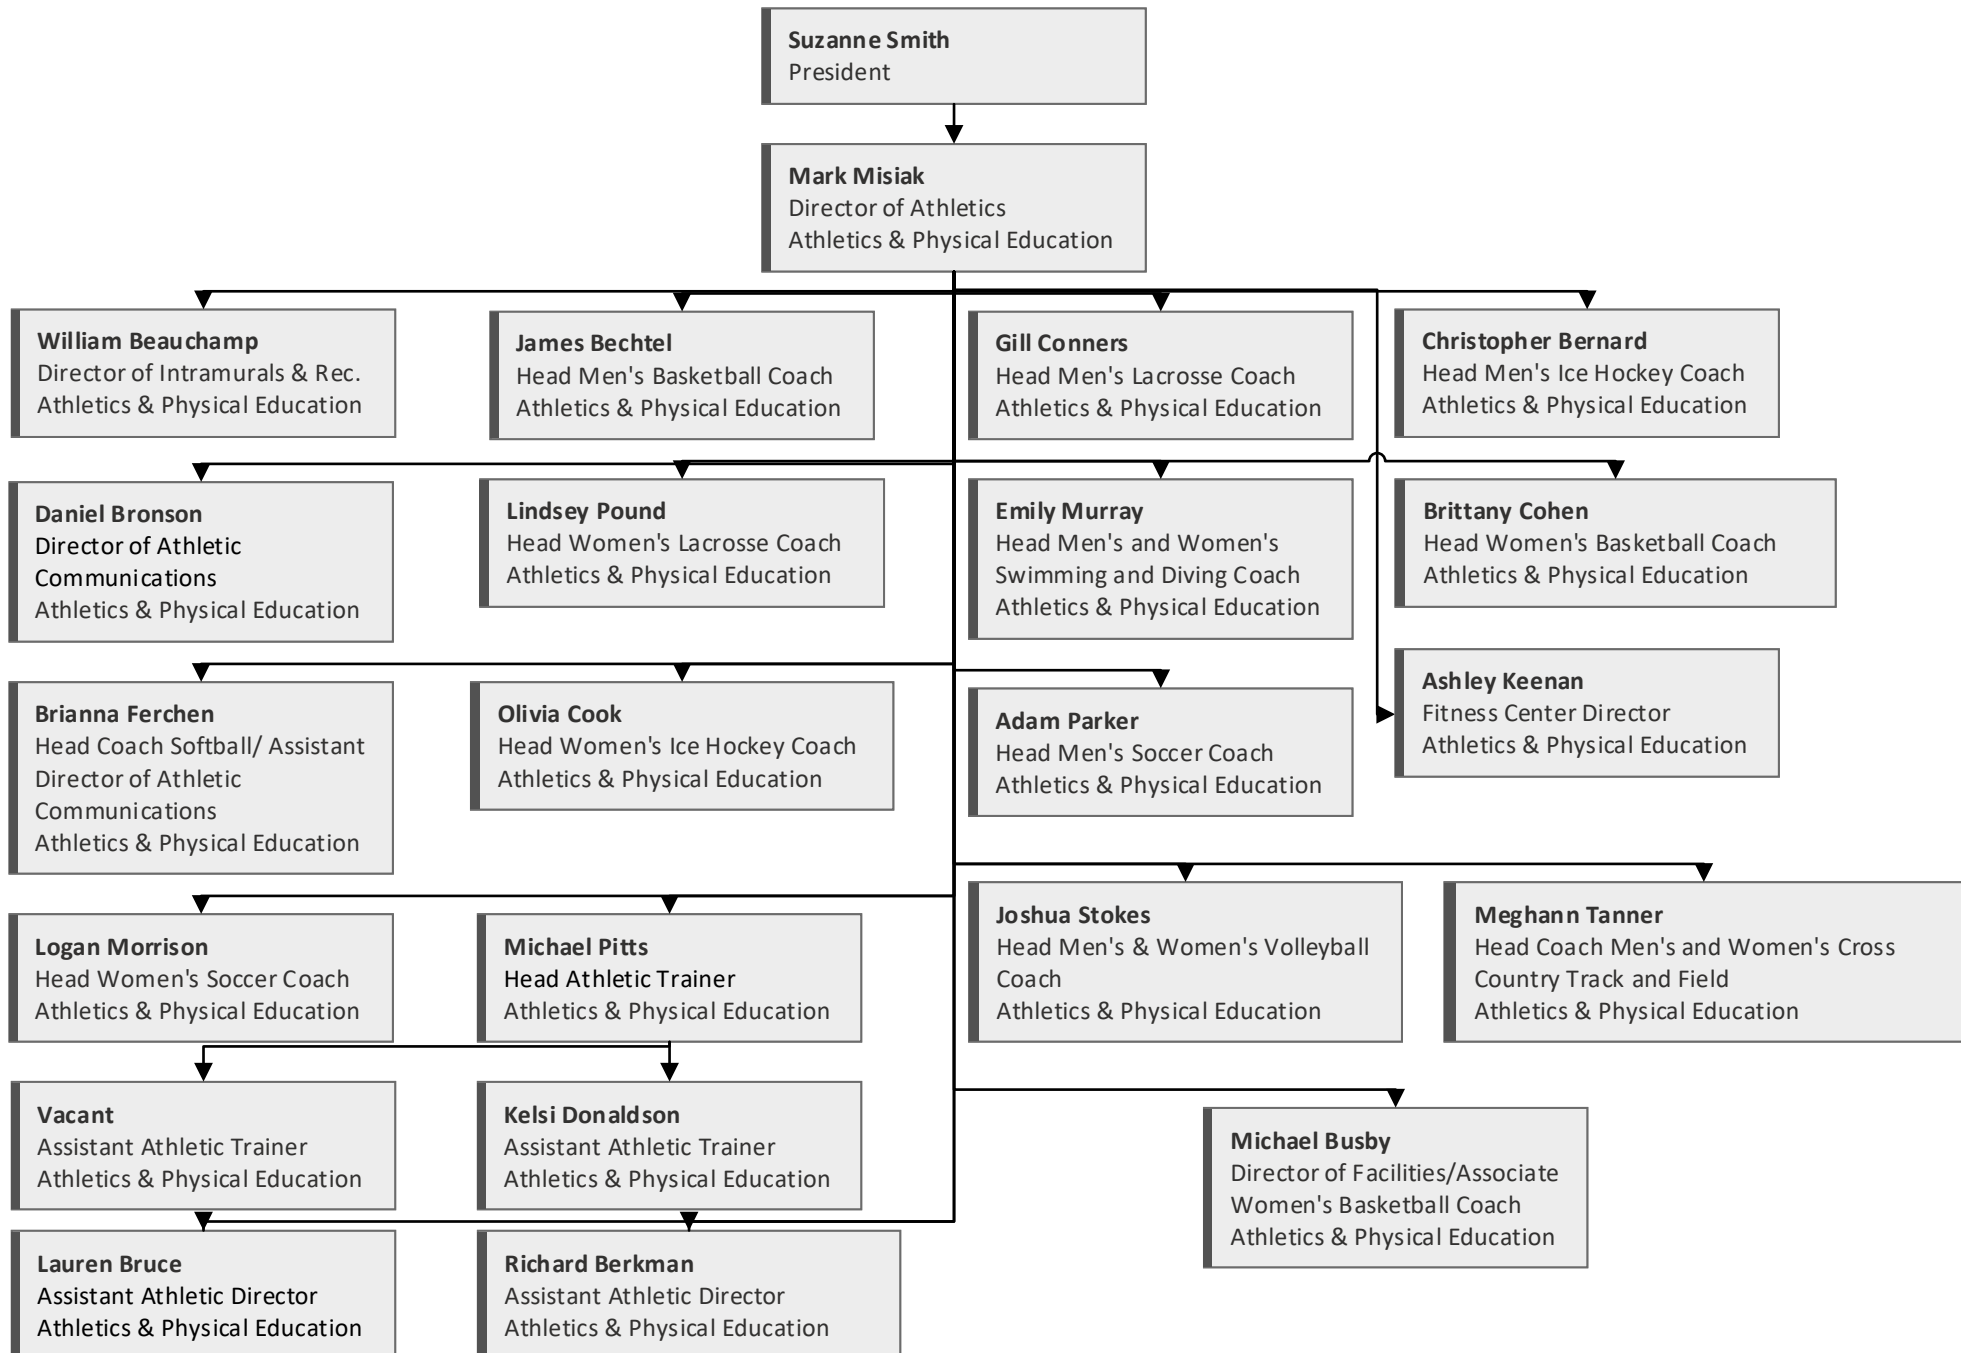 Suzanne Smith
President
Mark Misiak
Director of Athletics
Athletics & Physical Education
William Beauchamp
Director of Intramurals & Rec.
Athletics & Physical Education
James Bechtel
Head Men's Basketball Coach
Athletics & Physical Education
Gill Conners
Head Men's Lacrosse Coach
Athletics & Physical Education
Christopher Bernard
Head Men's Ice Hockey Coach
Athletics & Physical Education
Daniel Bronson
Director of Athletic
Communications
Athletics & Physical Education
Lindsey Pound
Head Women's Lacrosse Coach
Athletics & Physical Education
Emily Murray
Head Men's and Women's
Swimming and Diving Coach
Athletics & Physical Education
Brittany Cohen
Head Women's Basketball Coach
Athletics & Physical Education
Brianna Ferchen
Head Coach Softball/ Assistant
Director of Athletic
Communications
Athletics & Physical Education
Olivia Cook
Head Women's Ice Hockey Coach
Athletics & Physical Education
Adam Parker
Head Men's Soccer Coach
Athletics & Physical Education
Ashley Keenan
Fitness Center Director
Athletics & Physical Education
Logan Morrison
Head Women's Soccer Coach
Athletics & Physical Education
Michael Pitts
Head Athletic Trainer
Athletics & Physical Education
Joshua Stokes
Head Men's & Women's Volleyball
Coach
Athletics & Physical Education
Meghann Tanner
Head Coach Men's and Women's Cross
Country Track and Field
Athletics & Physical Education
Vacant
Assistant Athletic Trainer
Athletics & Physical Education
Kelsi Donaldson
Assistant Athletic Trainer
Athletics & Physical Education
Michael Busby
Director of Facilities/Associate
Women's Basketball Coach
Athletics & Physical Education
Lauren Bruce
Assistant Athletic Director
Athletics & Physical Education
Richard Berkman
Assistant Athletic Director
Athletics & Physical Education